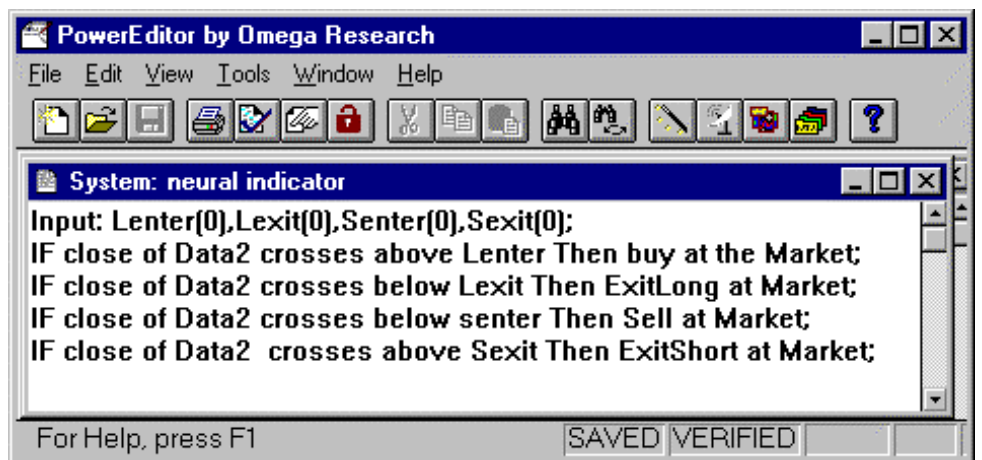 PowerEditor by Omega Research
File Edit View Tools Window Help
System: neural indicator
Input: Lenter(0),Lexit(0),Senter(0),Sexit(0);
IF close of Data2 crosses above Lenter Then buy at the Market;
IF close of Data2 crosses below Lexit Then ExitLong at Market;
IF close of Data2 crosses below senter Then Sell at Market;
IF close of Data2  crosses above Sexit Then ExitShort at Market;
For Help, press F1 SAVED VERIFIED